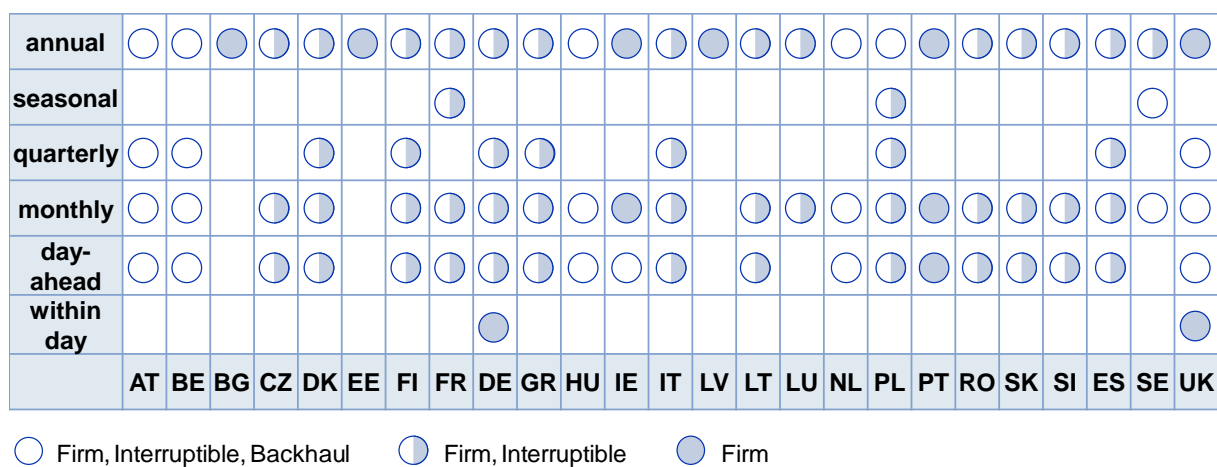 annual
seasonal
quarterly
monthly
day-
ahead
within
day
AT BE BG CZ DK EE FI FR DE GR HU IE IT LV LT LU NL PL PT RO SK SI ES SE UK
Firm, Interruptible, Backhaul Firm, Interruptible Firm